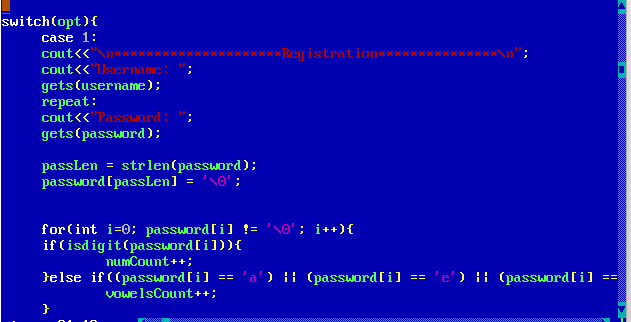 switch(opt){
case 1:
cout<<"\n*********************Registration***************\n";
cout<<"Username: ";
gets(username);
repeat:
cout<<"Password: ";
gets(password);
passLen = strlen(password);
password[passLen] = '\0';
for(int i=0; password[i] != '\0'; i++){
if(isdigit(password[i])){
numCount++;
}else if((password[i] == 'a') || (password[i] == 'e') || (password[i] ==
vowelsCount++;
}